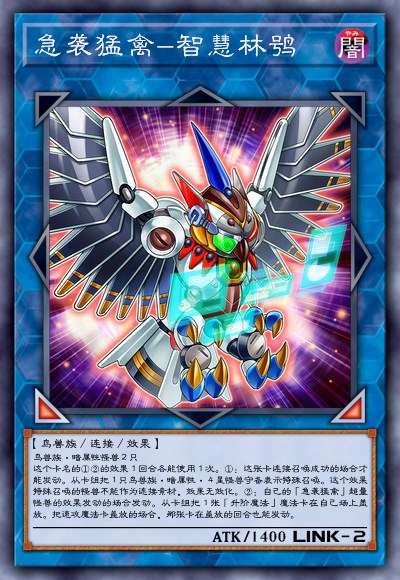 急袭猛禽-智慧林鸮
やみ
闇
【鸟兽族/连接/效果】
鸟兽族·暗属性怪兽2只
这个卡名的①②的效果1回合各能使用1次。①:这张卡连接召唤成功的场合才
能发动。从卡组把1只鸟兽族·暗属性·4星怪兽守备表示特殊召唤。这个效果
特殊召唤的怪兽不能作为连接素材,效果无效化。②:自己的「急袭猛禽」超量
怪兽的效果发动的场合发动。从卡组把1张「升阶魔法」魔法卡在自己场上盖
放。把速攻魔法卡盖放的场合,那张卡在盖放的回合也能发动。
ATK/1400 LINK-2